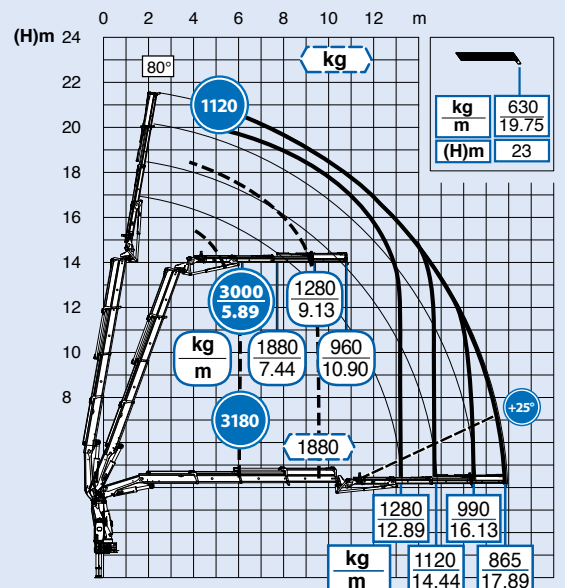 0 2 4 6 8 10 12 m
(H)m 24
80°
kg
22
1120
kg 630
m 19.75
20
(H)m 23
18
16
14
12
3000 1280
5.89 9.13
kg 1880 960
m 7.44 10.90
10
8
3180
+25°
1880
1280 990
12.89 16.13
kg 1120 865
m 14.44 17.89